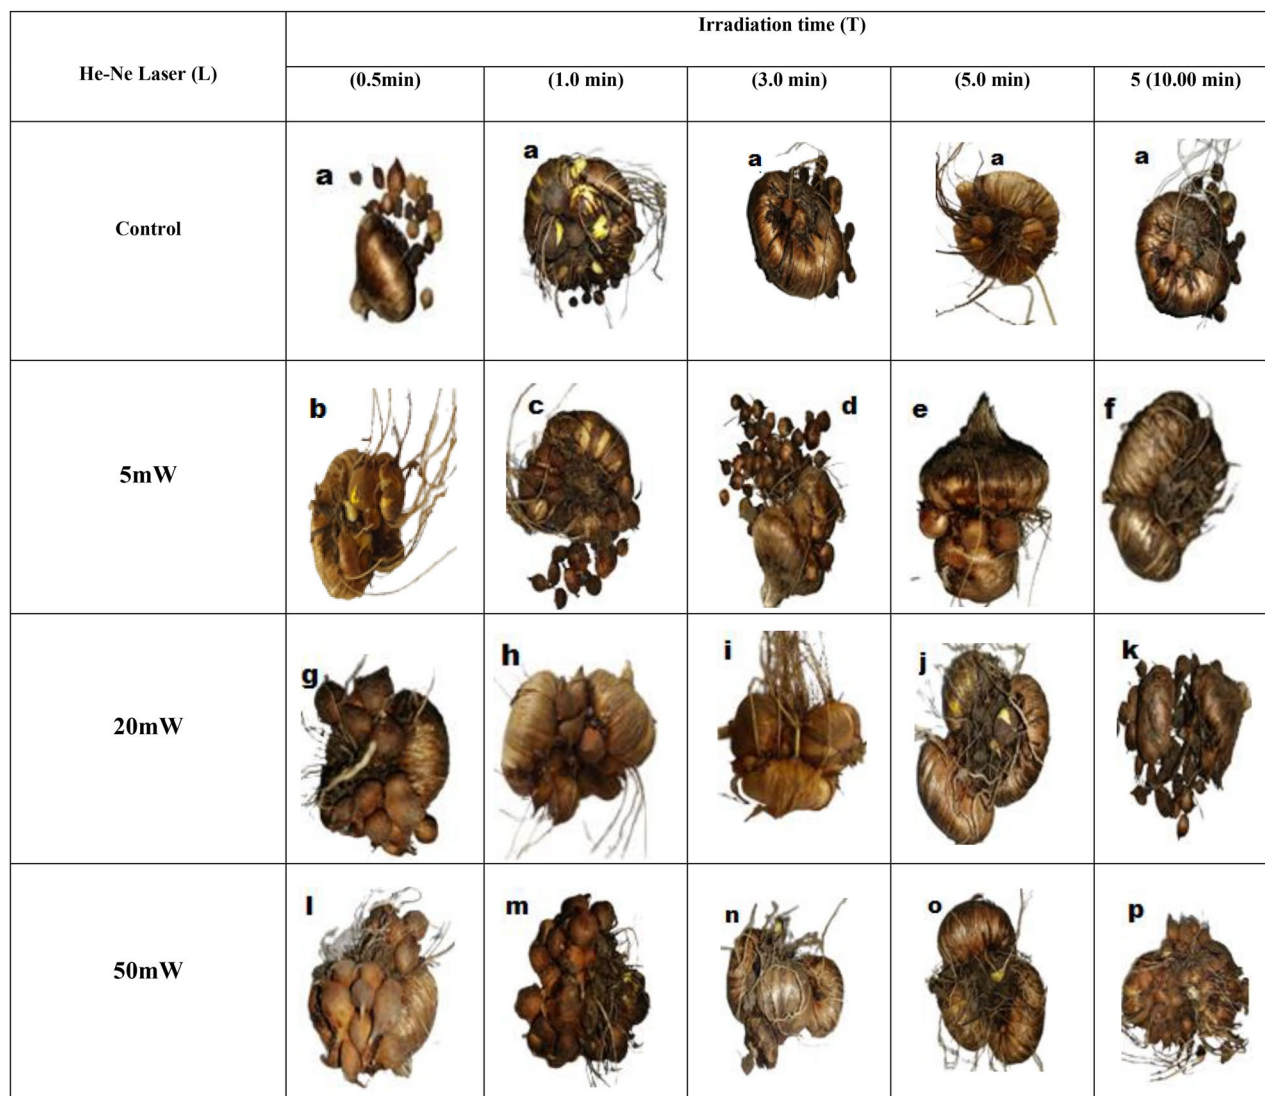 Irradiation time (T)
He-Ne Laser (L)
(0.5min) (1.0 min) (3.0 min) (5.0 min) 5 (10.00 min)
Control
a a a a a
5mW
b c d e f
20mW
g h i j k
50mW
l m n o p